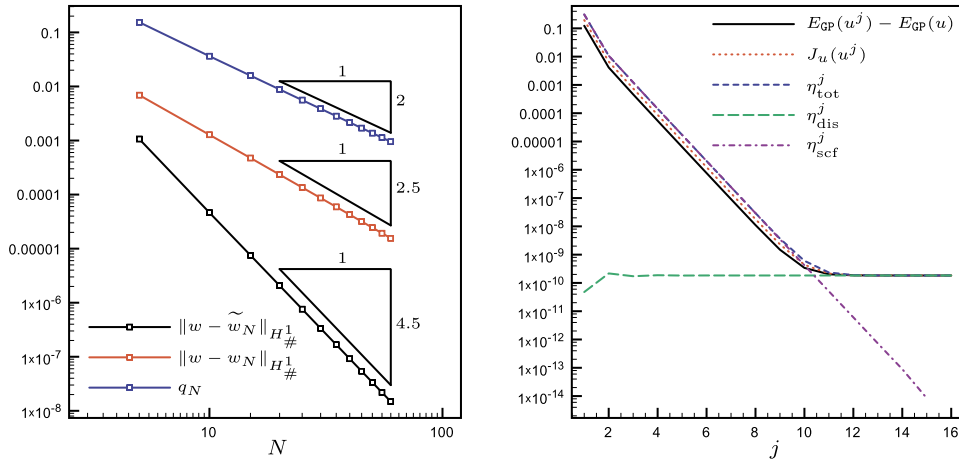 0.1
0.01
0.001
0.0001
0.00001
1×10⁻⁶
1×10⁻⁷
1×10⁻⁸
10
100
N
1
2
1
2.5
1
4.5
‖w − w̃_N‖_{H^1_#}
‖w − w_N‖_{H^1_#}
q_N
0.1
0.01
0.001
0.0001
0.00001
1×10⁻⁶
1×10⁻⁷
1×10⁻⁸
1×10⁻⁹
1×10⁻¹⁰
1×10⁻¹¹
1×10⁻¹²
1×10⁻¹³
1×10⁻¹⁴
2 4 6 8 10 12 14 16
j
E_GP(u^j) − E_GP(u)
J_u(u^j)
η^j_tot
η^j_dis
η^j_scf